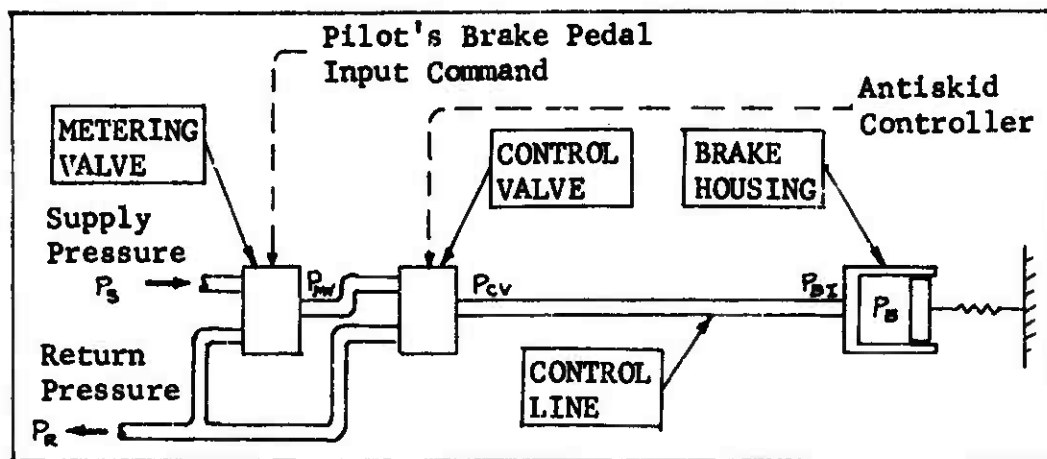 Pilot's Brake Pedal
Input Command
Antiskid
Controller
METERING
VALVE
CONTROL
VALVE
BRAKE
HOUSING
Supply
Pressure
PS
PMV
PCV
PBI
PB
Return
Pressure
PR
CONTROL
LINE